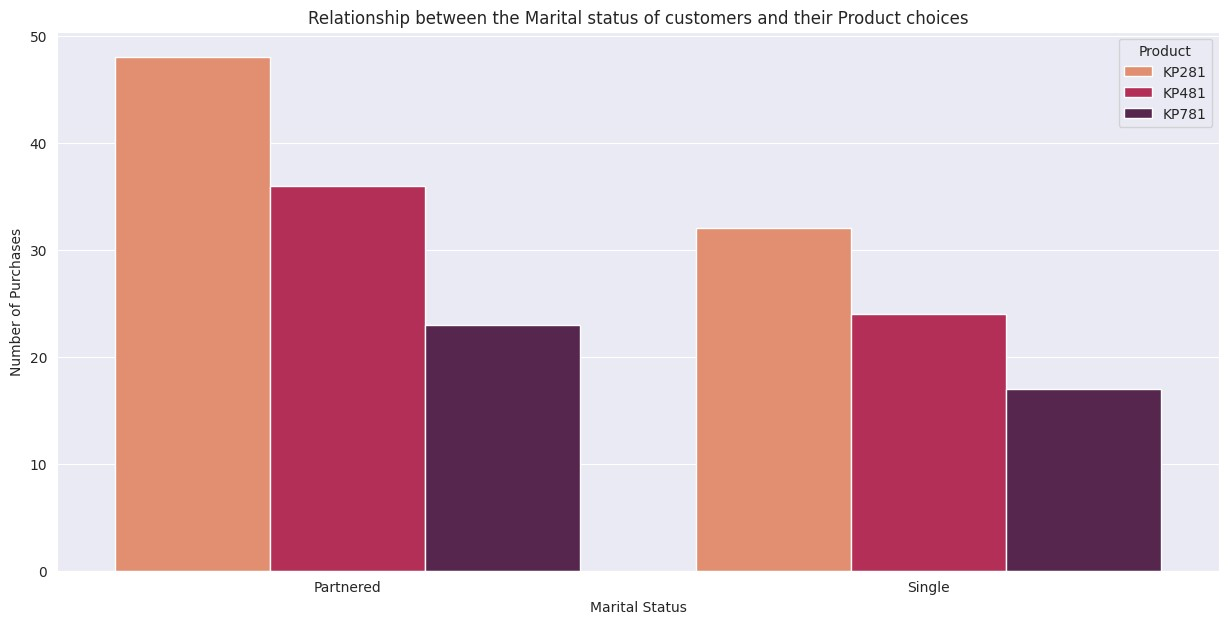 Relationship between the Marital status of customers and their Product choices
Product
KP281
KP481
KP781
Number of Purchases
50
40
30
20
10
0
Partnered
Single
Marital Status